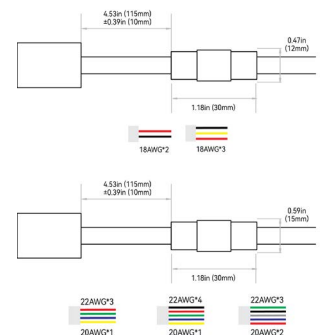 4.53in (115mm)
±0.39in (10mm)
0.47in
(12mm)
1.18in (30mm)
18AWG*2
18AWG*3
4.53in (115mm)
±0.39in (10mm)
0.59in
(15mm)
1.18in (30mm)
22AWG*3
22AWG*4
22AWG*3
20AWG*1
20AWG*1
20AWG*2